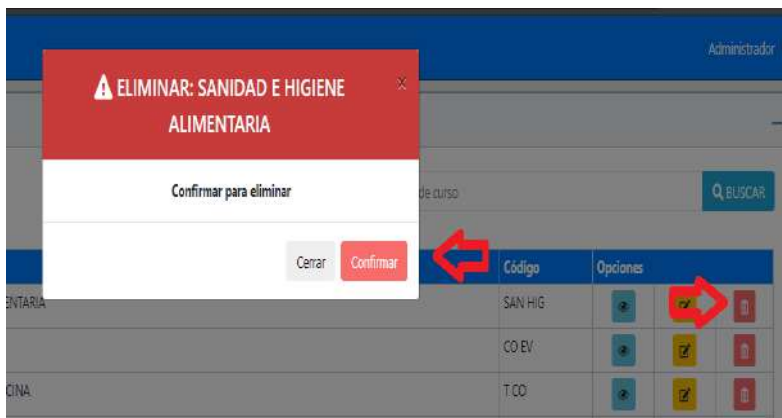 Administrador
ELIMINAR: SANIDAD E HIGIENE
ALIMENTARIA
x
Confirmar para eliminar
de curso
BUSCAR
Cerrar
Confirmar
Código
Opciones
ENTARIA
SAN HIG
CO EV
CINA
T CO